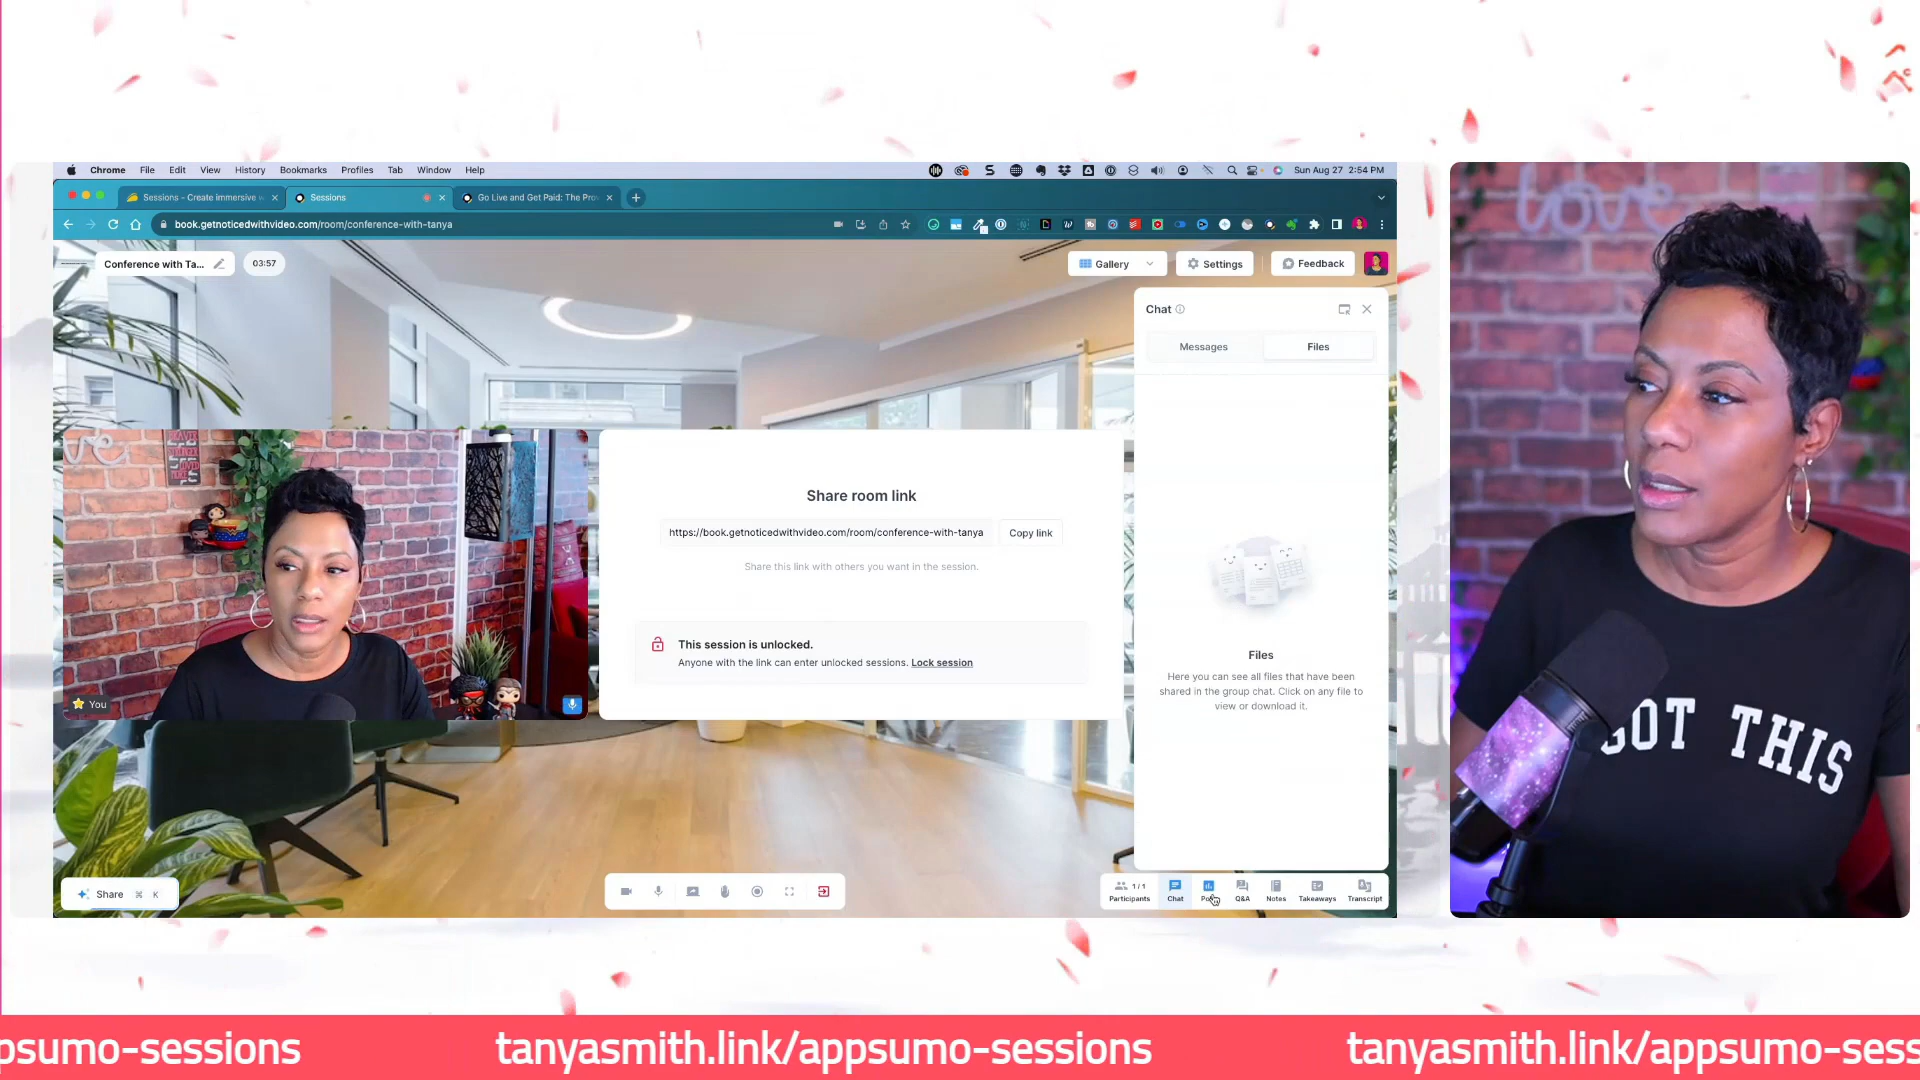 Chrome File Edit View History Bookmarks Profiles Tab Window Help
Sun Aug 27 2:54 PM
Sessions - Create immersive
Sessions
Go Live and Get Paid: The Pro
book.getnoticedwithvideo.com/room/conference-with-tanya
Conference with Ta...
03:57
Gallery
Settings
Feedback
Chat
Messages
Files
Share room link
https://book.getnoticedwithvideo.com/room/conference-with-tanya
Copy link
Share this link with others you want in the session.
This session is unlocked.
Anyone with the link can enter unlocked sessions. Lock session
Files
Here you can see all files that have been
shared in the group chat. Click on any file to
view or download it.
You
love
GOT THIS
Share ⌘ K
1/1
Participants
Chat
Q&A
Notes
Takeaways
Transcript
psumo-sessions
tanyasmith.link/appsumo-sessions
tanyasmith.link/appsumo-sess